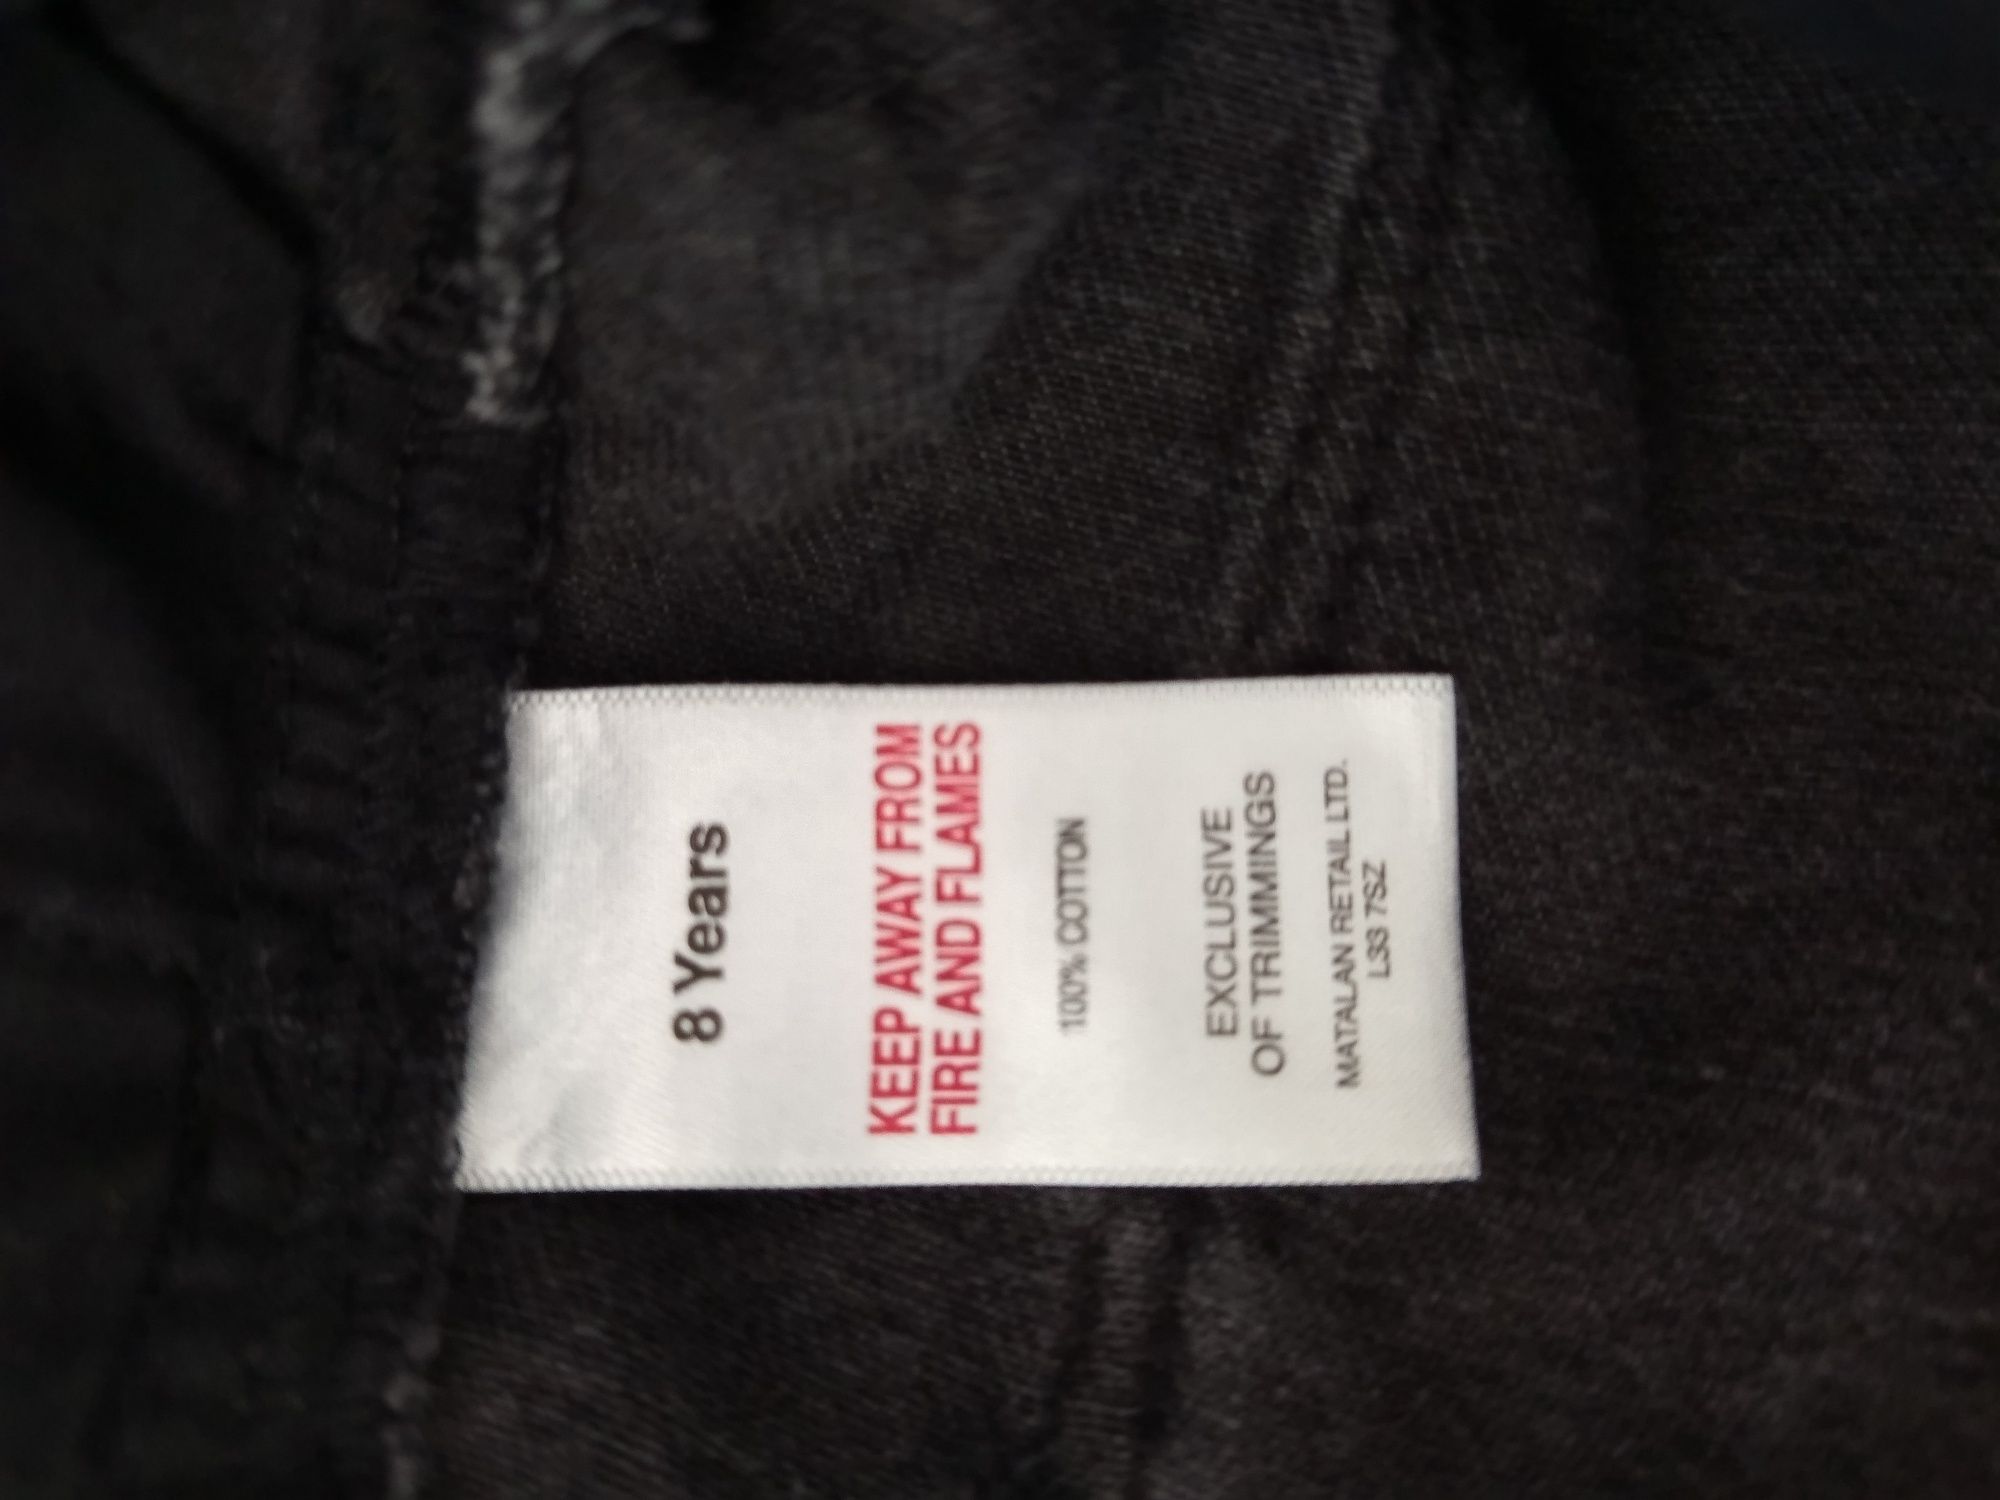 8 Years
KEEP AWAY FROM
FIRE AND FLAMES
100% COTTON
EXCLUSIVE
OF TRIMMINGS
MATALAN RETAIL LTD.
L33 7SZ